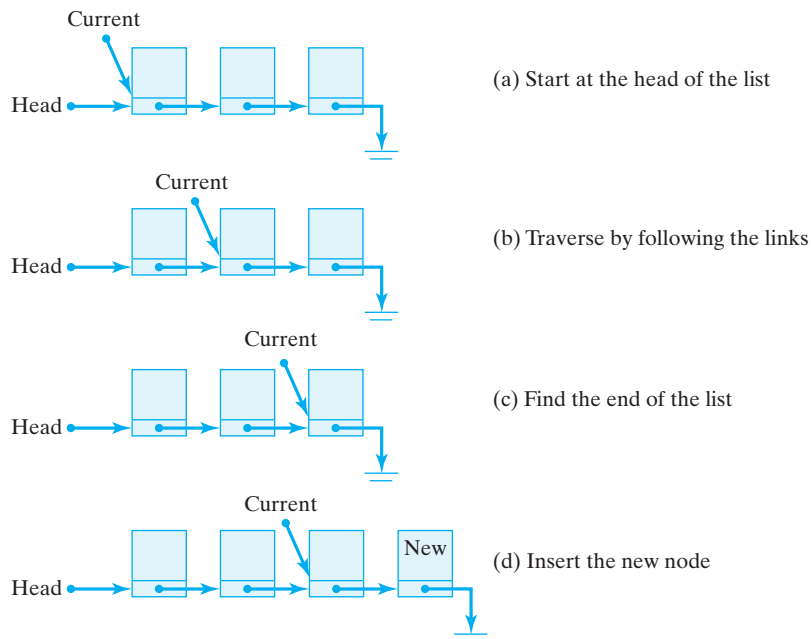 Current
Head
(a) Start at the head of the list
Current
Head
(b) Traverse by following the links
Current
Head
(c) Find the end of the list
Current
New
Head
(d) Insert the new node